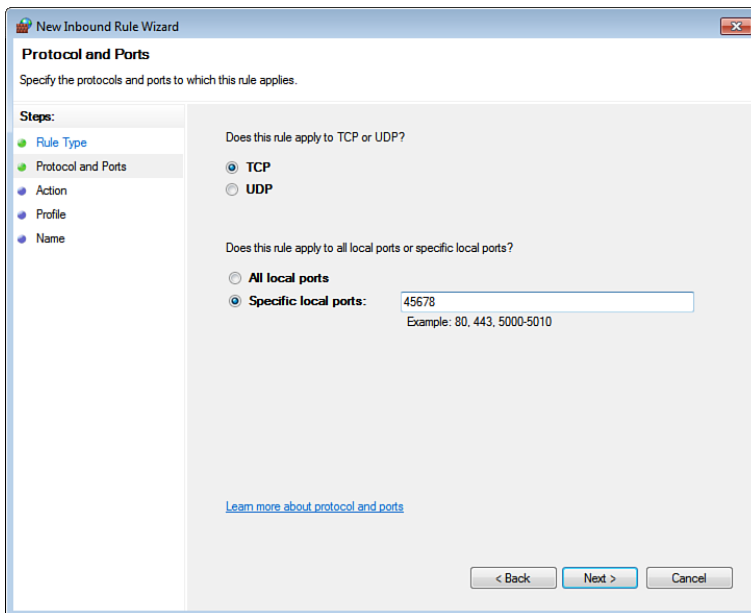 New Inbound Rule Wizard
Protocol and Ports
Specify the protocols and ports to which this rule applies.
Steps:
Rule Type
Protocol and Ports
Action
Profile
Name
Does this rule apply to TCP or UDP?
TCP
UDP
Does this rule apply to all local ports or specific local ports?
All local ports
Specific local ports:
45678
Example: 80, 443, 5000-5010
Learn more about protocol and ports
< Back
Next >
Cancel